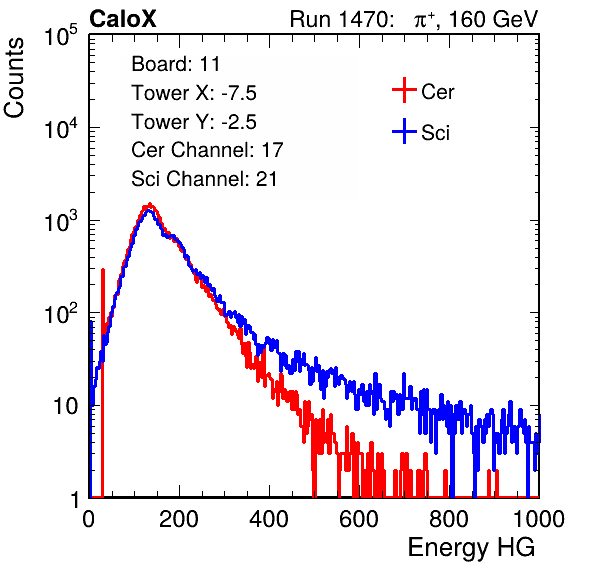 CaloX Run 1470: π⁺, 160 GeV
Counts
10⁵
10⁴
10³
10²
10
1
Board: 11
Tower X: -7.5
Tower Y: -2.5
Cer Channel: 17
Sci Channel: 21
Cer
Sci
0 200 400 600 800 1000
Energy HG